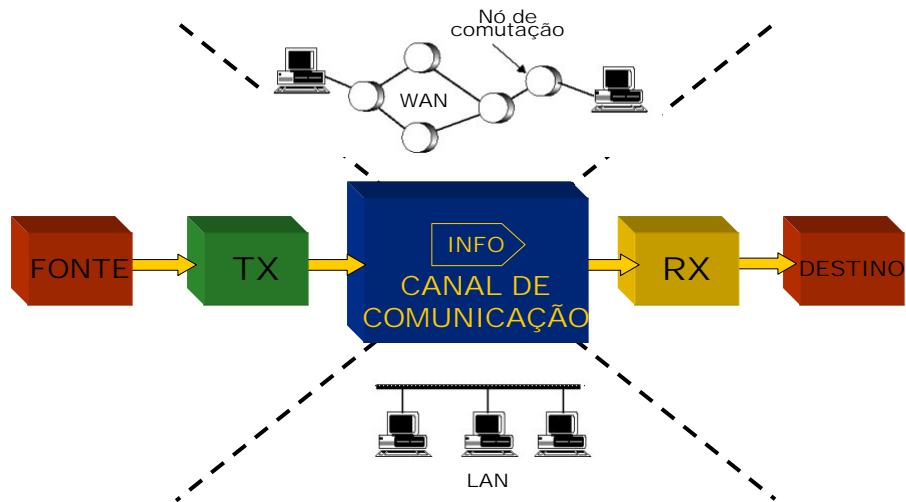 Nó de
comutação
WAN
FONTE
TX
INFO
CANAL DE
COMUNICAÇÃO
RX
DESTINO
LAN